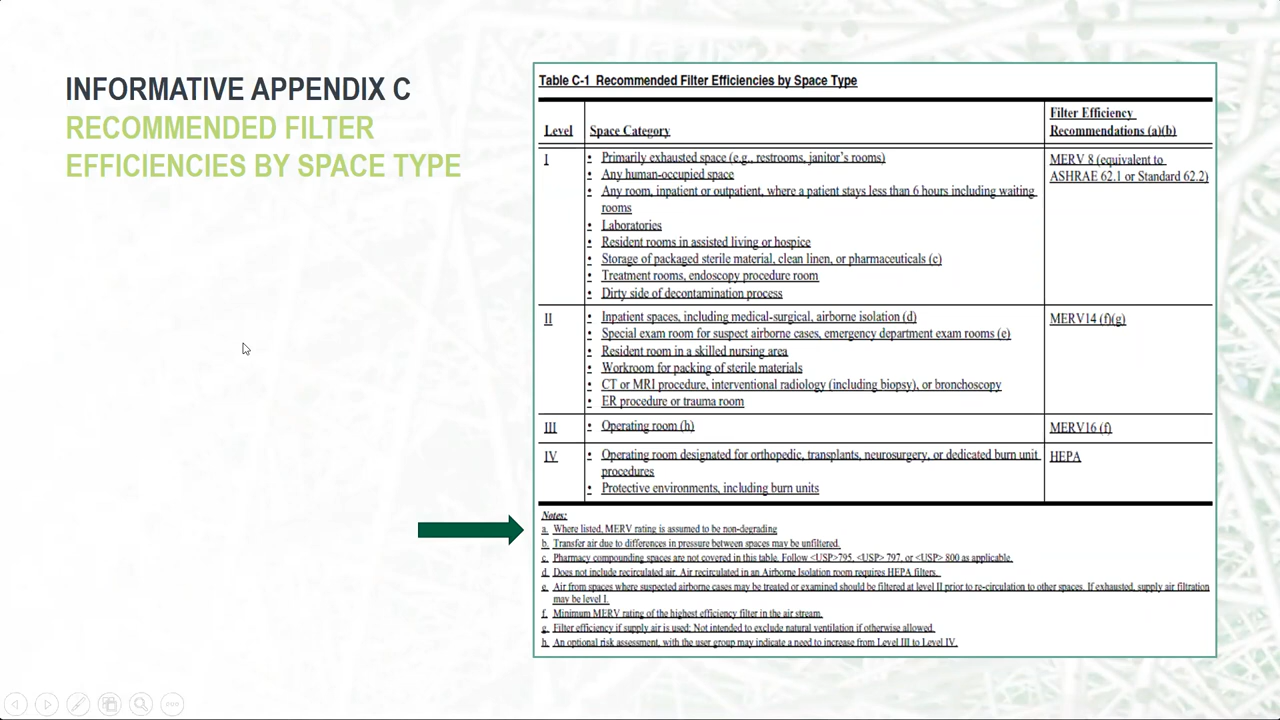 INFORMATIVE APPENDIX C
RECOMMENDED FILTER
EFFICIENCIES BY SPACE TYPE
Table C-1 Recommended Filter Efficiencies by Space Type
Level
Space Category
Filter Efficiency
Recommendations (a)(b)
I
• Primarily exhausted space (e.g., restrooms, janitor's rooms)
• Any human-occupied space
• Any room, inpatient or outpatient, where a patient stays less than 6 hours including waiting
rooms
• Laboratories
• Resident rooms in assisted living or hospice
• Storage of packaged sterile material, clean linen, or pharmaceuticals (c)
• Treatment rooms, endoscopy procedure room
• Dirty side of decontamination process
MERV 8 (equivalent to
ASHRAE 62.1 or Standard 62.2)
II
• Inpatient spaces, including medical-surgical, airborne isolation (d)
• Special exam room for suspect airborne cases, emergency department exam rooms (e)
• Resident room in a skilled nursing area
• Workroom for packing of sterile materials
• CT or MRI procedure, interventional radiology (including biopsy), or bronchoscopy
• ER procedure or trauma room
MERV14 (f)(g)
III
• Operating room (h)
MERV16 (f)
IV
• Operating room designated for orthopedic, transplants, neurosurgery, or dedicated burn unit
procedures
• Protective environments, including burn units
HEPA
Notes:
a. Where listed, MERV rating is assumed to be non-degrading
b. Transfer air due to differences in pressure between spaces may be unfiltered.
c. Pharmacy compounding spaces are not covered in this table. Follow <USP>795, <USP> 797, or <USP> 800 as applicable.
d. Does not include recirculated air. Air recirculated in an Airborne Isolation room requires HEPA filters.
e. Air from spaces where suspected airborne cases may be treated or examined should be filtered at level II prior to re-circulation to other spaces. If exhausted, supply air filtration
may be level I.
f. Minimum MERV rating of the highest efficiency filter in the air stream.
g. Filter efficiency if supply air is used; Not intended to exclude natural ventilation if otherwise allowed.
h. An optional risk assessment, with the user group may indicate a need to increase from Level III to Level IV.